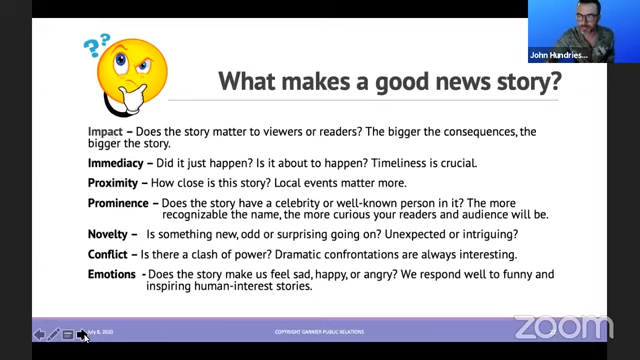 John Hundries...
??
What makes a good news story?
Impact – Does the story matter to viewers or readers? The bigger the consequences, the
bigger the story.
Immediacy – Did it just happen? Is it about to happen? Timeliness is crucial.
Proximity – How close is this story? Local events matter more.
Prominence – Does the story have a celebrity or well-known person in it? The more
recognizable the name, the more curious your readers and audience will be.
Novelty – Is something new, odd or surprising going on? Unexpected or intriguing?
Conflict – Is there a clash of power? Dramatic confrontations are always interesting.
Emotions - Does the story make us feel sad, happy, or angry? We respond well to funny and
inspiring human-interest stories.
July 8, 2020
COPYRIGHT GARNIER PUBLIC RELATIONS
zoom